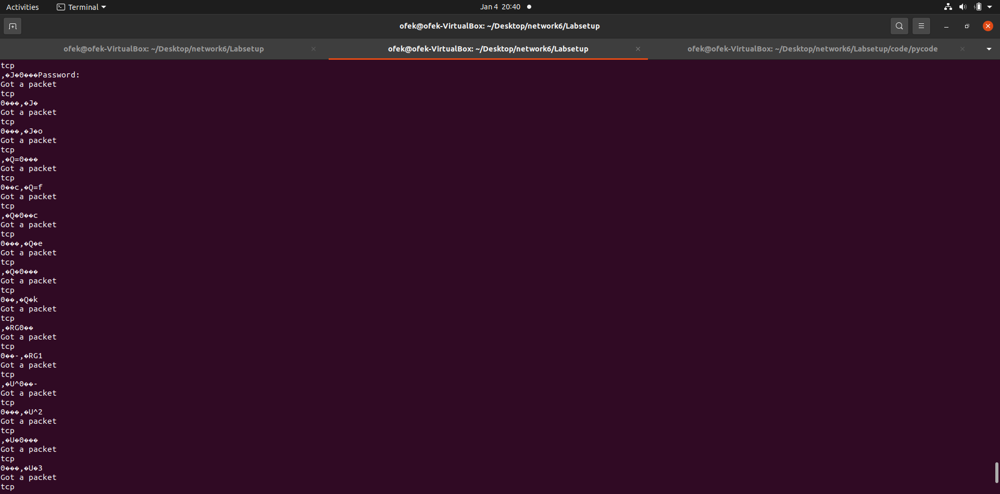 Activities
Terminal
Jan 4 20:40
ofek@ofek-VirtualBox: ~/Desktop/network6/Labsetup
ofek@ofek-VirtualBox: ~/Desktop/network6/Labsetup
ofek@ofek-VirtualBox: ~/Desktop/network6/Labsetup
ofek@ofek-VirtualBox: ~/Desktop/network6/Labsetup/code/pycode
tcp
,�J�0���Password:
Got a packet
tcp
0���,�J�
Got a packet
tcp
0���,�J�o
Got a packet
tcp
,�Q=0���
Got a packet
tcp
0��c,�Q=f
Got a packet
tcp
,�Q�0��c
Got a packet
tcp
0���,�Q�e
Got a packet
tcp
,�Q�0���
Got a packet
tcp
0��,�Q�k
Got a packet
tcp
,�RG0��
Got a packet
tcp
0��-,�RG1
Got a packet
tcp
,�U^0��-
Got a packet
tcp
0���,�U^2
Got a packet
tcp
,�U�0���
Got a packet
tcp
0���,�U�3
Got a packet
tcp